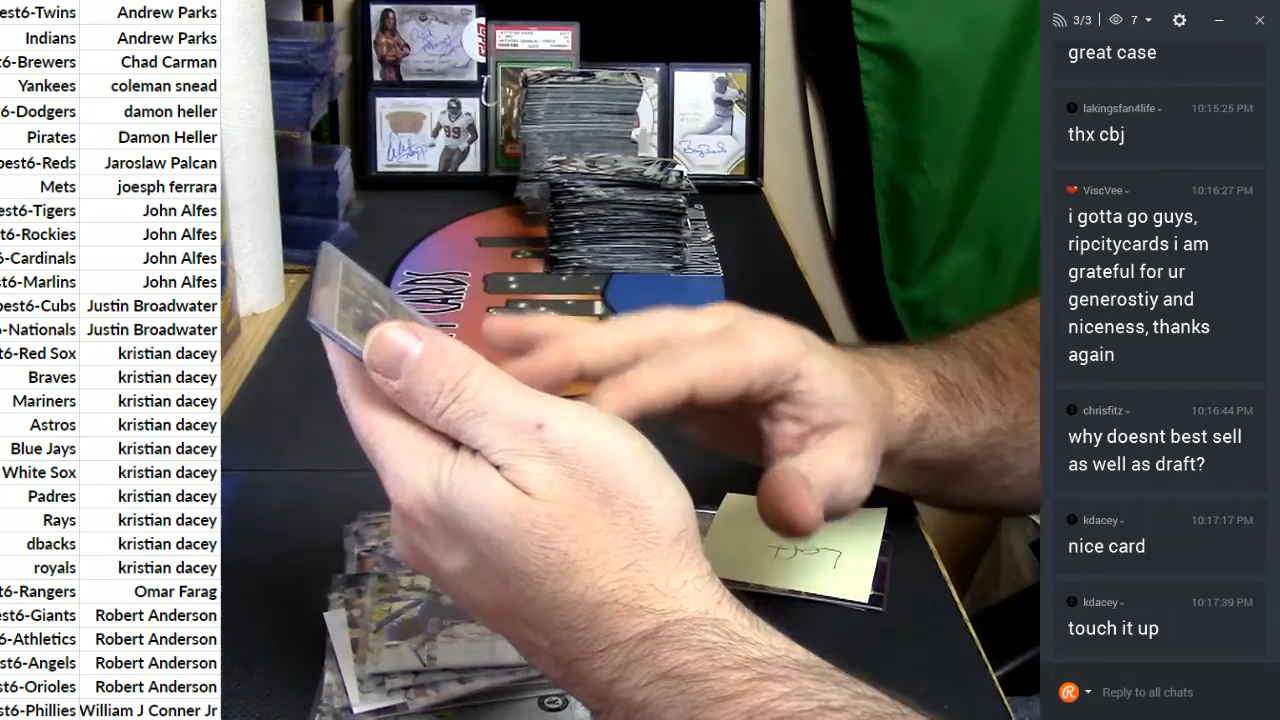 est6-Twins Andrew Parks
Indians Andrew Parks
st6-Brewers Chad Carman
Yankees coleman snead
t6-Dodgers damon heller
Pirates Damon Heller
best6-Reds Jaroslaw Palcan
Mets joesph ferrara
est6-Tigers John Alfes
t6-Rockies John Alfes
6-Cardinals John Alfes
t6-Marlins John Alfes
pest6-Cubs Justin Broadwater
-Nationals Justin Broadwater
t6-Red Sox kristian dacey
Braves kristian dacey
Mariners kristian dacey
Astros kristian dacey
Blue Jays kristian dacey
White Sox kristian dacey
Padres kristian dacey
Rays kristian dacey
dbacks kristian dacey
royals kristian dacey
est6-Rangers Omar Farag
est6-Giants Robert Anderson
6-Athletics Robert Anderson
est6-Angels Robert Anderson
est6-Orioles Robert Anderson
est6-Phillies William J Conner Jr
99
CARDS
Lott
3/3 7
great case
lakingsfan4life 10:15:25 PM
thx cbj
ViscVee 10:16:27 PM
i gotta go guys,
ripcitycards i am
grateful for ur
generostiy and
niceness, thanks
again
chrisfitz 10:16:44 PM
why doesnt best sell
as well as draft?
kdacey 10:17:17 PM
nice card
kdacey 10:17:39 PM
touch it up
Reply to all chats